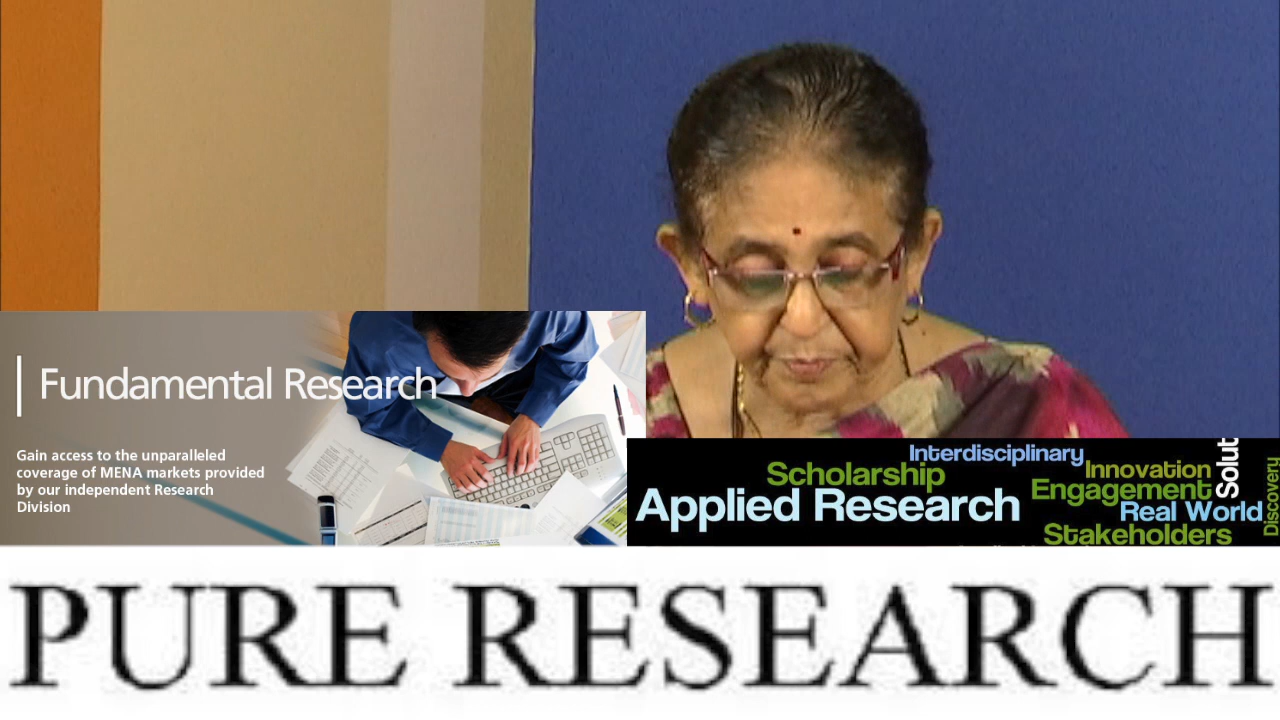 Fundamental Research
Gain access to the unparalleled
coverage of MENA markets provided
by our independent Research
Division
Interdisciplinary
Scholarship
Innovation
Applied Research
Engagement
Real World
Stakeholders
Discovery
PURE RESEARCH